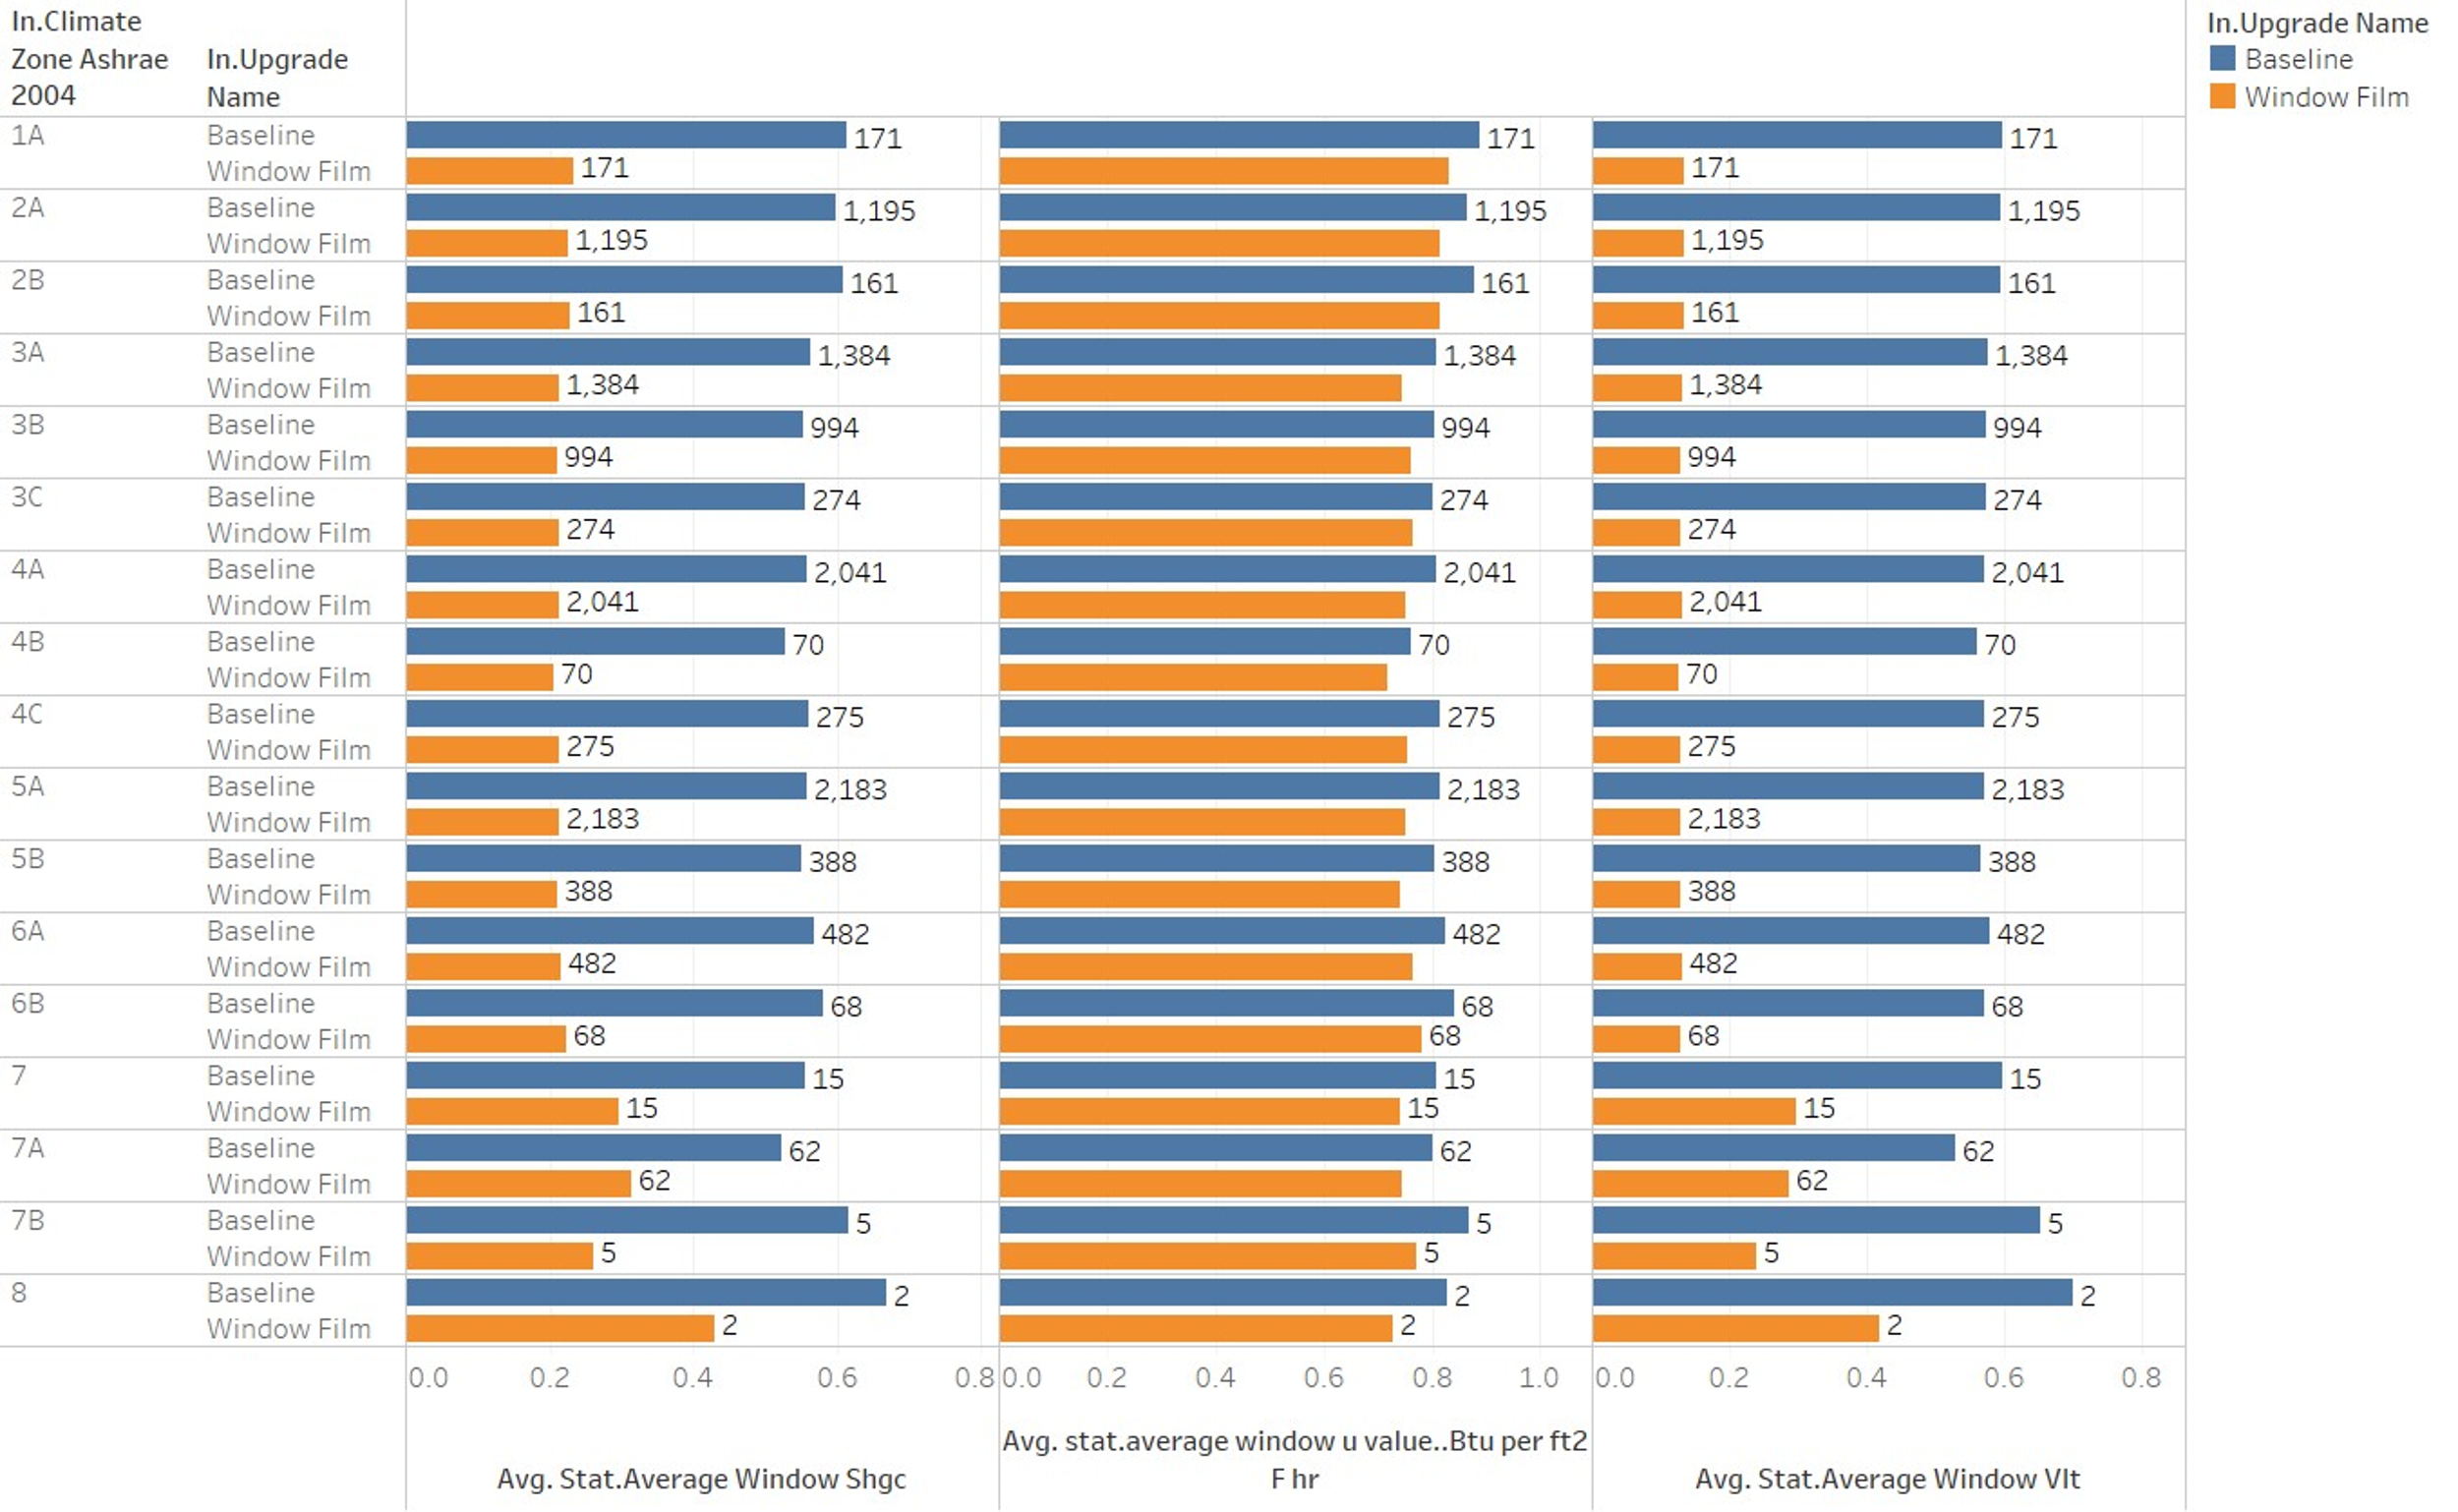 In.Climate
Zone Ashrae
2004
In.Upgrade
Name
In.Upgrade Name
Baseline
Window Film
1A Baseline 171 171 171
Window Film 171 171
2A Baseline 1,195 1,195 1,195
Window Film 1,195 1,195
2B Baseline 161 161 161
Window Film 161 161
3A Baseline 1,384 1,384 1,384
Window Film 1,384 1,384
3B Baseline 994 994 994
Window Film 994 994
3C Baseline 274 274 274
Window Film 274 274
4A Baseline 2,041 2,041 2,041
Window Film 2,041 2,041
4B Baseline 70 70 70
Window Film 70 70
4C Baseline 275 275 275
Window Film 275 275
5A Baseline 2,183 2,183 2,183
Window Film 2,183 2,183
5B Baseline 388 388 388
Window Film 388 388
6A Baseline 482 482 482
Window Film 482 482
6B Baseline 68 68 68
Window Film 68 68 68
7 Baseline 15 15 15
Window Film 15 15 15
7A Baseline 62 62 62
Window Film 62 62
7B Baseline 5 5 5
Window Film 5 5 5
8 Baseline 2 2 2
Window Film 2 2 2
0.0 0.2 0.4 0.6 0.8 0.0 0.2 0.4 0.6 0.8 1.0 0.0 0.2 0.4 0.6 0.8
Avg. Stat.Average Window Shgc
Avg. stat.average window u value..Btu per ft2
F hr
Avg. Stat.Average Window Vlt